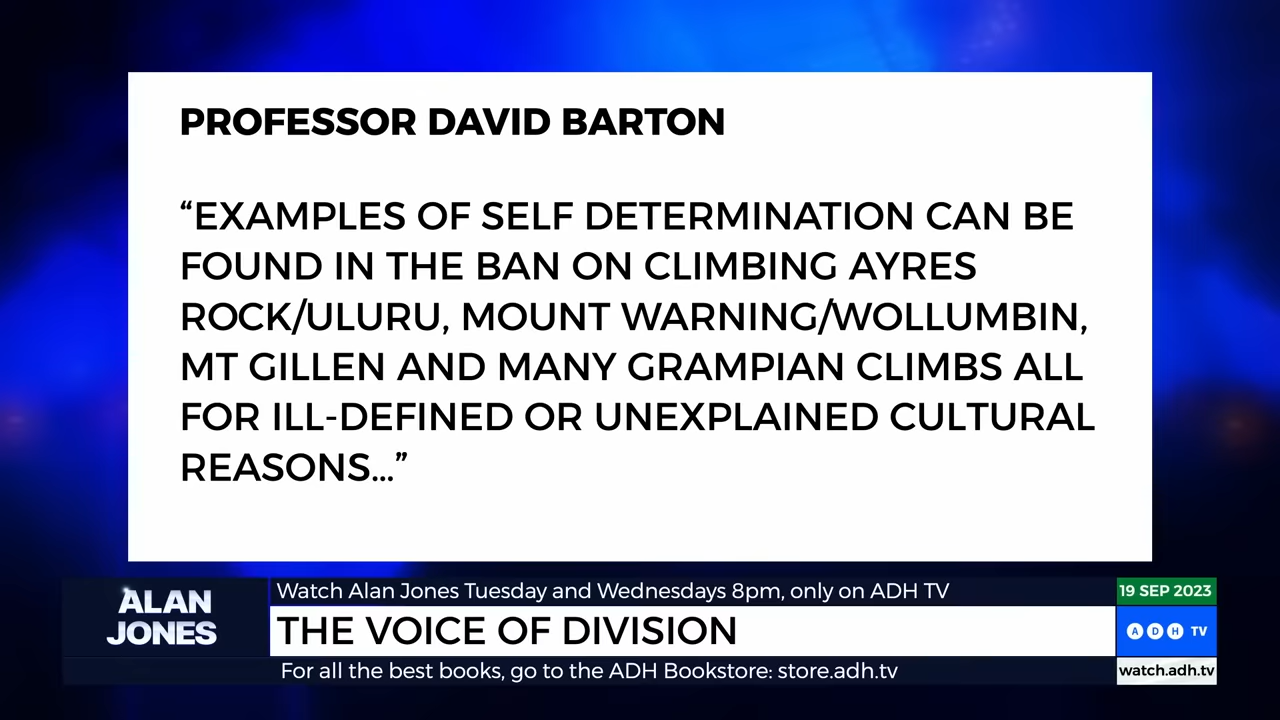 PROFESSOR DAVID BARTON
“EXAMPLES OF SELF DETERMINATION CAN BE
FOUND IN THE BAN ON CLIMBING AYRES
ROCK/ULURU, MOUNT WARNING/WOLLUMBIN,
MT GILLEN AND MANY GRAMPIAN CLIMBS ALL
FOR ILL-DEFINED OR UNEXPLAINED CULTURAL
REASONS...”
ALAN
JONES
Watch Alan Jones Tuesday and Wednesdays 8pm, only on ADH TV
THE VOICE OF DIVISION
For all the best books, go to the ADH Bookstore: store.adh.tv
19 SEP 2023
ADH TV
watch.adh.tv